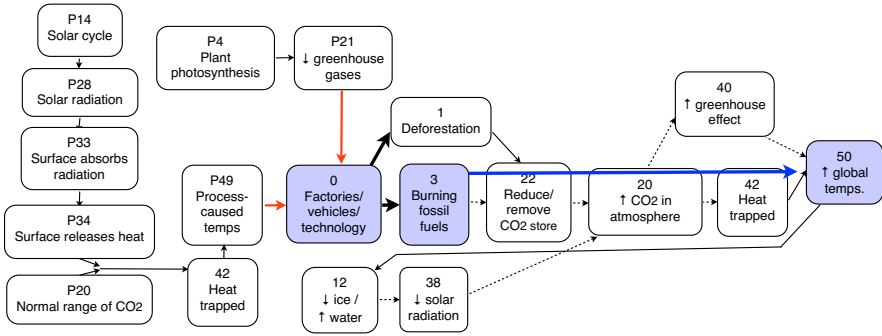 P14
Solar cycle
P28
Solar radiation
P33
Surface absorbs
radiation
P34
Surface releases heat
P20
Normal range of CO2
42
Heat
trapped
P49
Process-
caused
temps
P4
Plant
photosynthesis
P21
↓ greenhouse
gases
0
Factories/
vehicles/
technology
1
Deforestation
3
Burning
fossil
fuels
22
Reduce/
remove
CO2 store
20
↑ CO2 in
atmosphere
40
↑ greenhouse
effect
42
Heat
trapped
50
↑ global
temps.
12
↓ ice /
↑ water
38
↓ solar
radiation